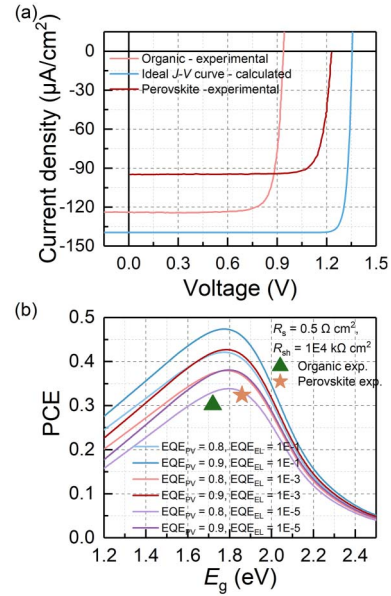 (a)
0
-30
-60
-90
-120
-150
Current density (µA/cm²)
Organic - experimental
Ideal J-V curve - calculated
Perovskite -experimental
0.0 0.3 0.6 0.9 1.2 1.5
Voltage (V)
(b)
0.5
0.4
0.3
0.2
0.1
0.0
PCE
Rs = 0.5 Ω cm²,
Rsh = 1E4 kΩ cm²
Organic exp.
Perovskite exp.
EQEPV = 0.8, EQEEL = 1E-1
EQEPV = 0.9, EQEEL = 1E-1
EQEPV = 0.8, EQEEL = 1E-3
EQEPV = 0.9, EQEEL = 1E-3
EQEPV = 0.8, EQEEL = 1E-5
EQEPV = 0.9, EQEEL = 1E-5
1.2 1.4 1.6 1.8 2.0 2.2 2.4
Eg (eV)